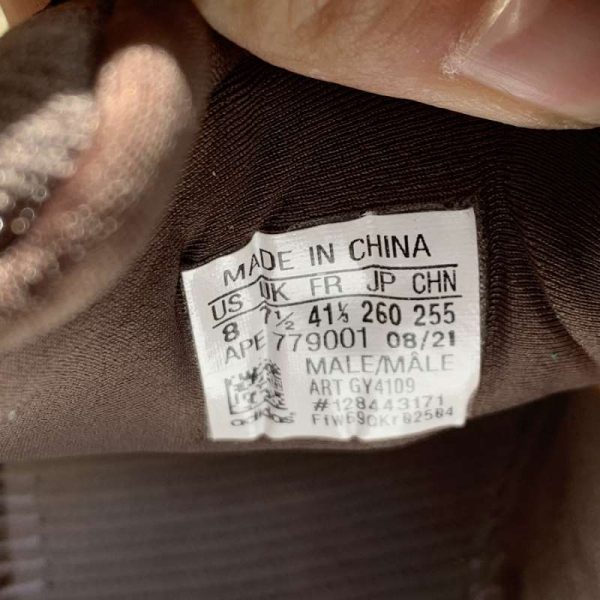 MADE IN CHINA
US UK FR JP CHN
8 7½ 41⅓ 260 255
APE 779001 08/21
MALE/MÂLE
ART GY4109
#128443171
adidas